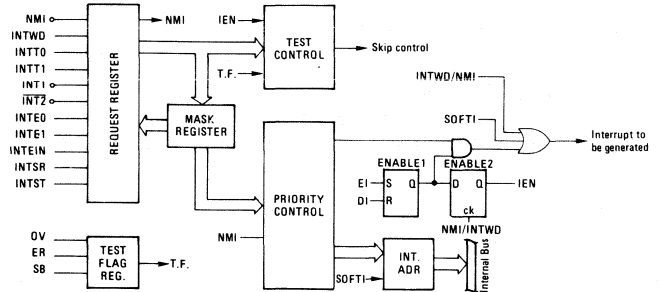 NMI
INTWD
INTT0
INTT1
INT1
INT2
INTE0
INTE1
INTEIN
INTSR
INTST
REQUEST REGISTER
NMI
IEN
T.F.
TEST
CONTROL
Skip control
MASK
REGISTER
INTWD/NMI
SOFTI
Interrupt to
be generated
PRIORITY
CONTROL
NMI
ENABLE1
ENABLE2
EI
DI
S Q
R
D Q
ck
IEN
NMI/INTWD
INT.
ADR
SOFTI
Internal Bus
OV
ER
SB
TEST
FLAG
REG.
T.F.